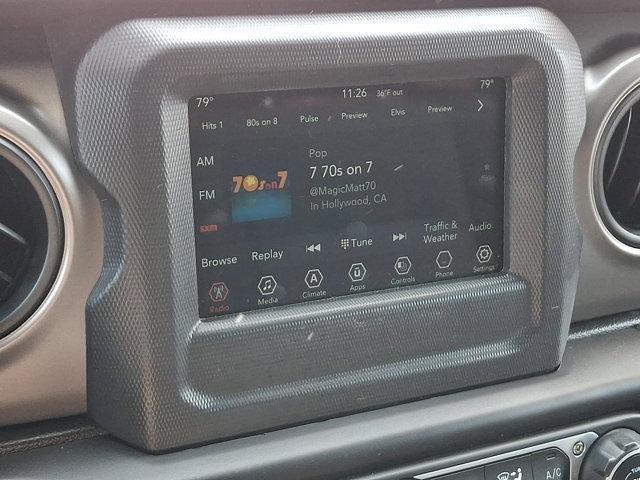 79° 11:26 36°F out 79°
Hits 1 80s on 8 Pulse Preview Elvis Preview
AM
FM
sxm
70s on 7
Pop
7 70s on 7
@MagicMatt70
In Hollywood, CA
Browse Replay Tune Traffic & Weather Audio
Radio Media Climate Apps Controls Phone Settings
A/C